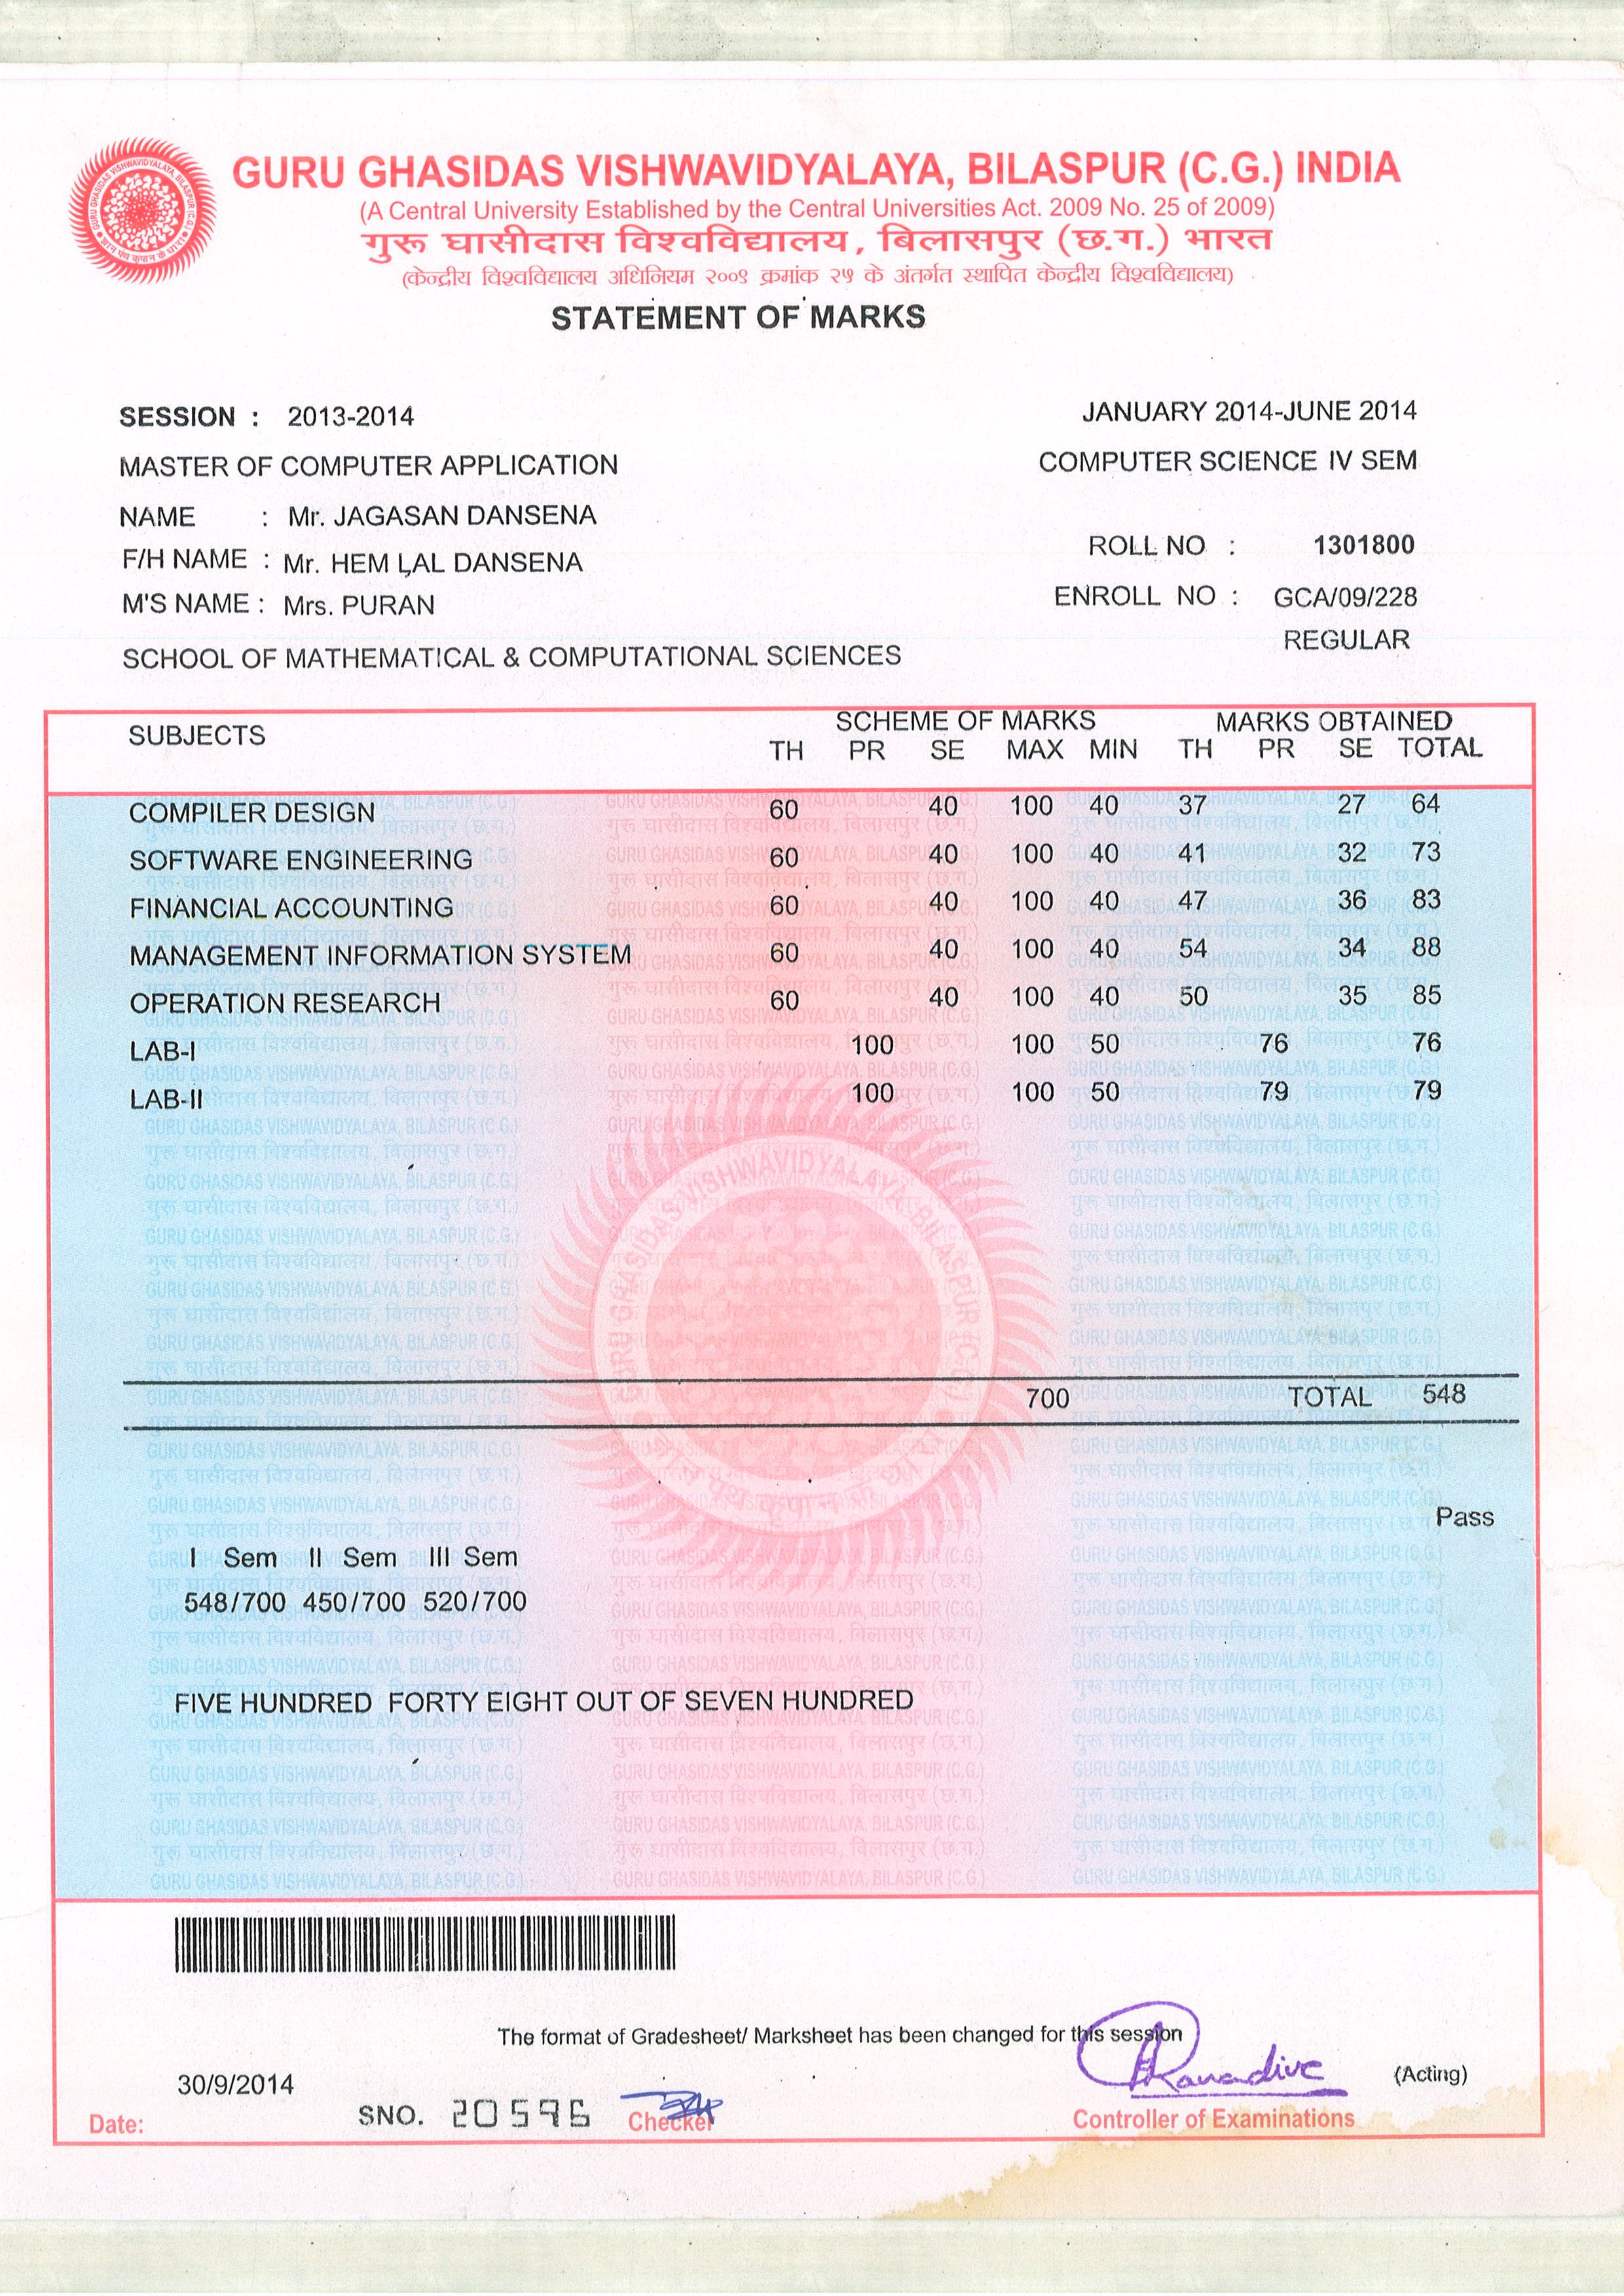 GURU GHASIDAS VISHWAVIDYALAYA, BILASPUR (C.G.) INDIA
(A Central University Established by the Central Universities Act. 2009 No. 25 of 2009)
गुरू घासीदास विश्वविद्यालय, बिलासपुर (छ.ग.) भारत
(केन्द्रीय विश्वविद्यालय अधिनियम २००९ क्रमांक २५ के अंतर्गत स्थापित केन्द्रीय विश्वविद्यालय)
STATEMENT OF MARKS
SESSION : 2013-2014 JANUARY 2014-JUNE 2014
MASTER OF COMPUTER APPLICATION COMPUTER SCIENCE IV SEM
NAME : Mr. JAGASAN DANSENA
F/H NAME : Mr. HEM LAL DANSENA ROLL NO : 1301800
M'S NAME : Mrs. PURAN ENROLL NO : GCA/09/228
REGULAR
SCHOOL OF MATHEMATICAL & COMPUTATIONAL SCIENCES
SUBJECTS SCHEME OF MARKS MARKS OBTAINED
TH PR SE MAX MIN TH PR SE TOTAL
COMPILER DESIGN 60 40 100 40 37 27 64
SOFTWARE ENGINEERING 60 40 100 40 41 32 73
FINANCIAL ACCOUNTING 60 40 100 40 47 36 83
MANAGEMENT INFORMATION SYSTEM 60 40 100 40 54 34 88
OPERATION RESEARCH 60 40 100 40 50 35 85
LAB-I 100 100 50 76 76
LAB-II 100 100 50 79 79
700 TOTAL 548
Pass
I Sem II Sem III Sem
548/700 450/700 520/700
FIVE HUNDRED FORTY EIGHT OUT OF SEVEN HUNDRED
The format of Gradesheet/ Marksheet has been changed for this session
30/9/2014 (Acting)
Date: SNO. 20596 Checker Controller of Examinations